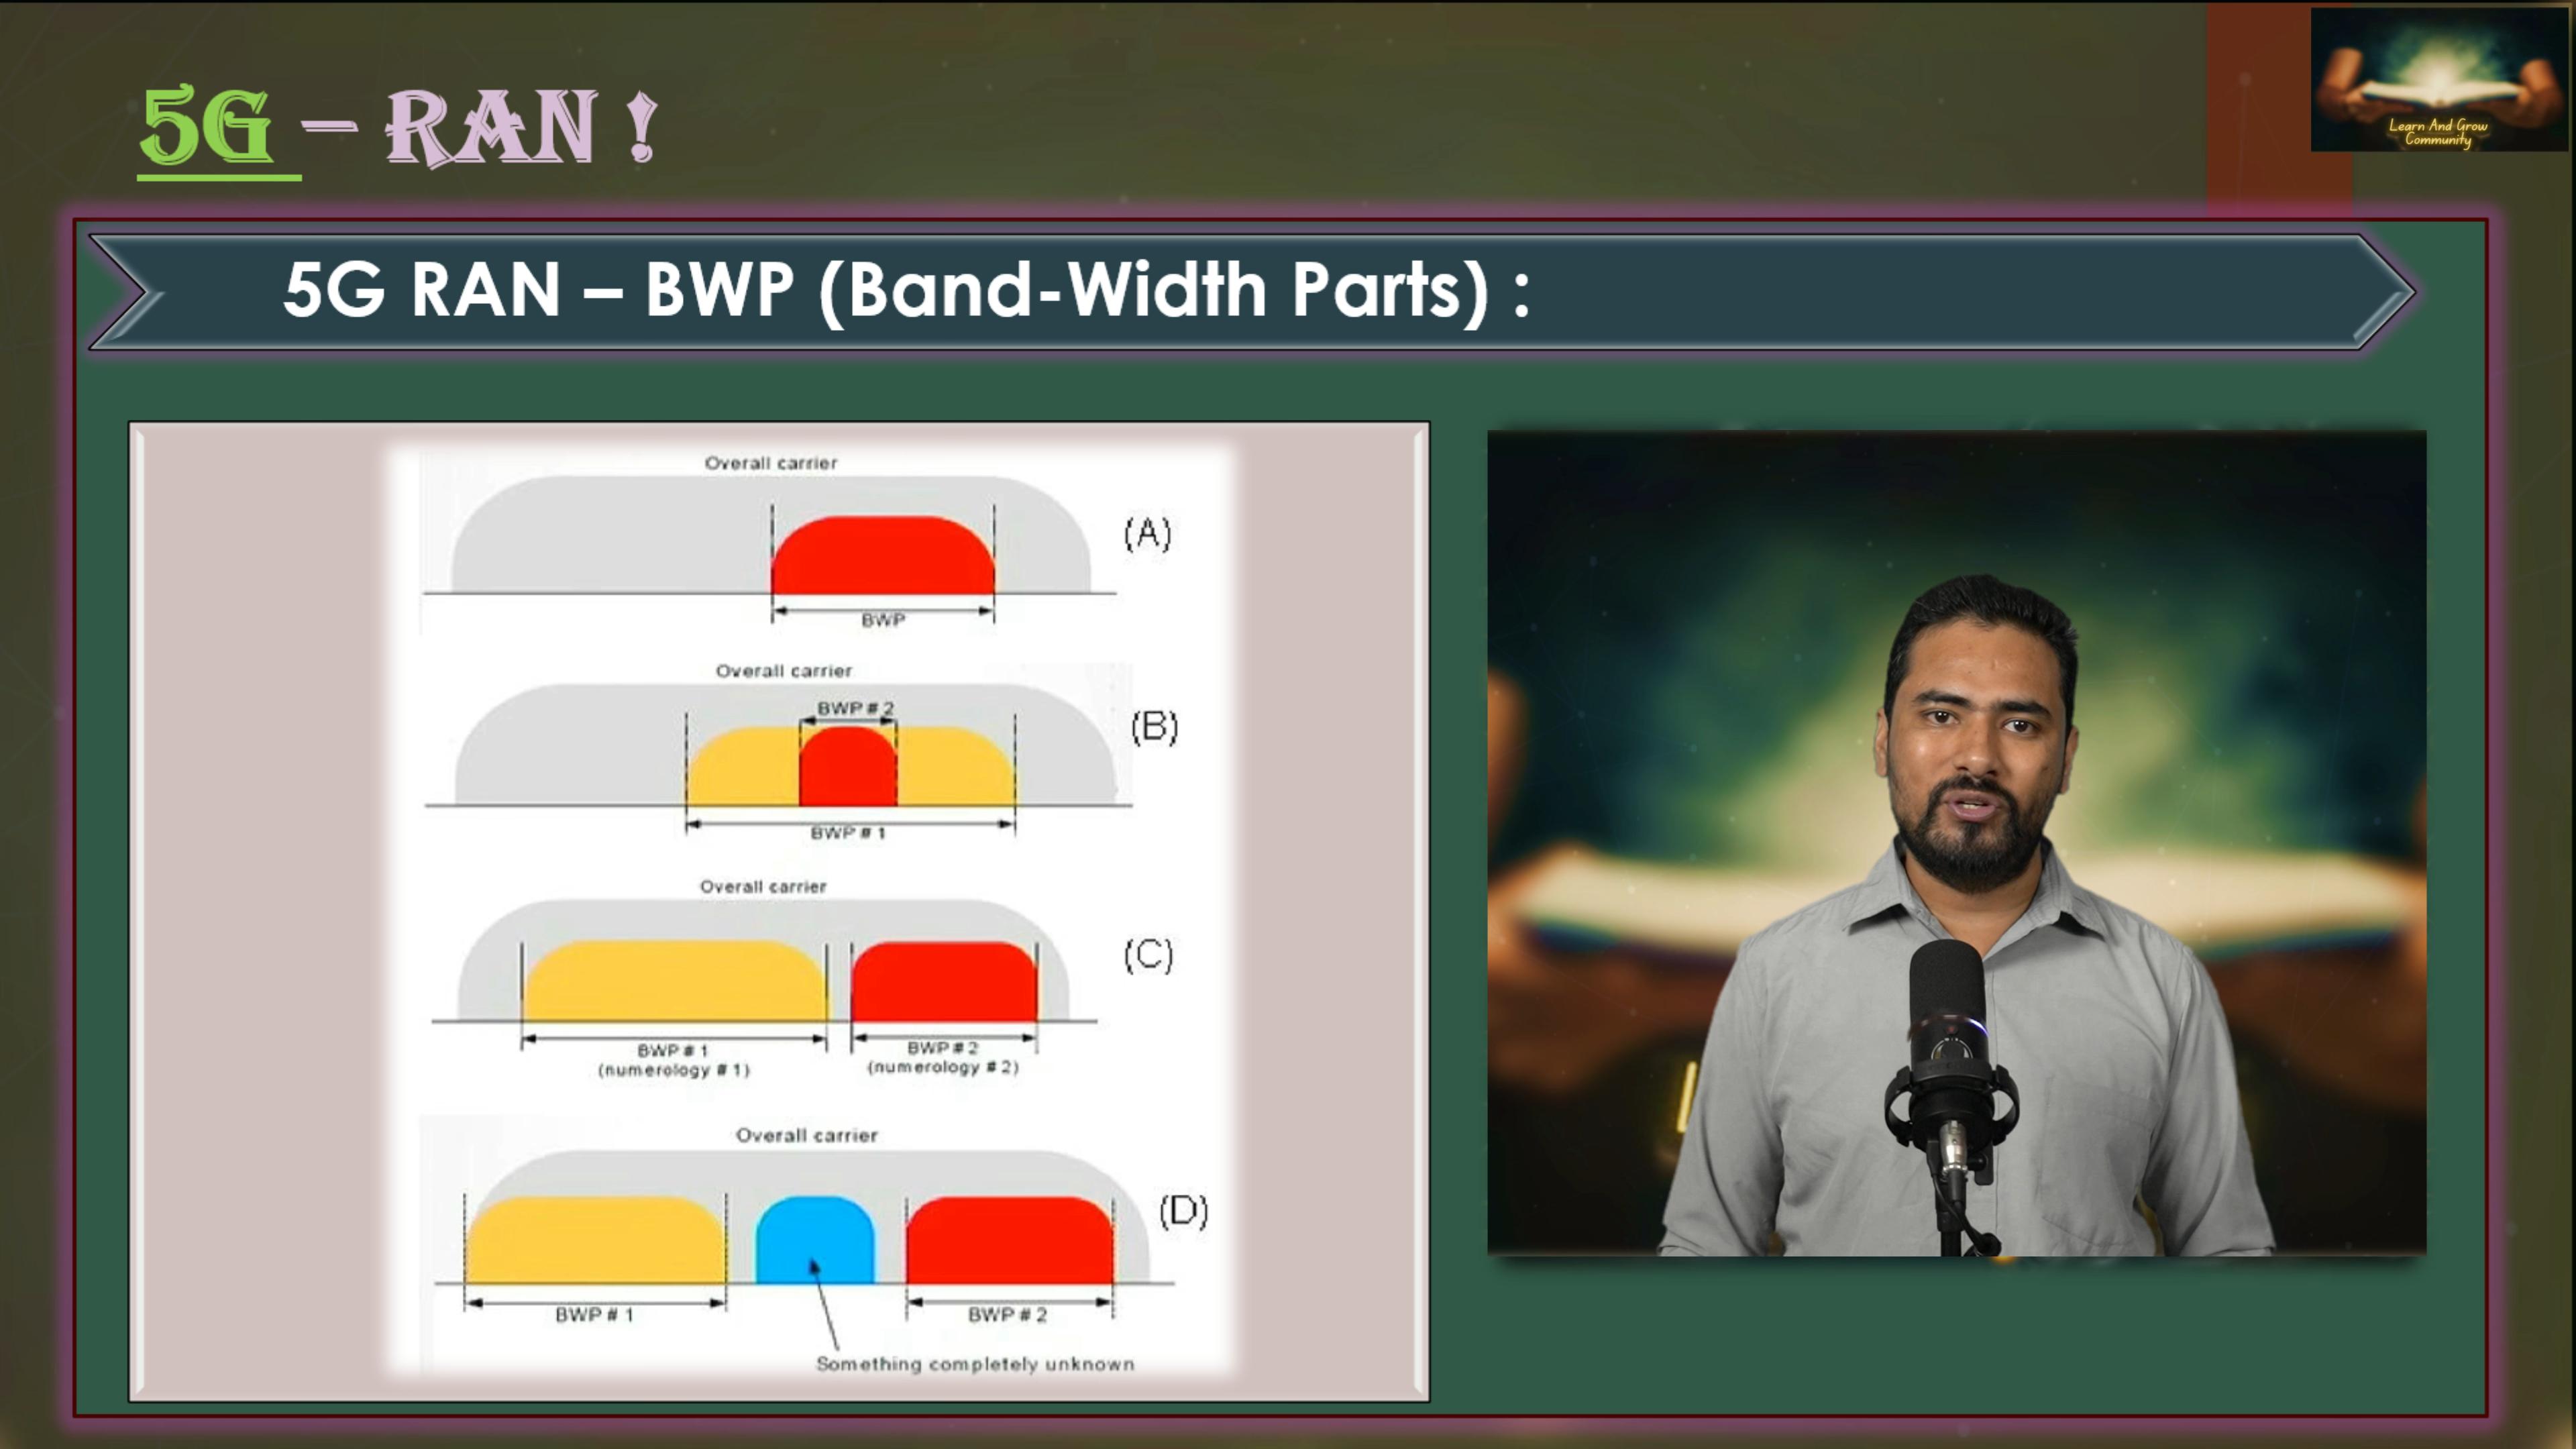 5G – RAN !
Learn And Grow
Community
5G RAN – BWP (Band-Width Parts) :
Overall carrier
(A)
BWP
Overall carrier
BWP # 2
(B)
BWP # 1
Overall carrier
(C)
BWP # 1
(numerology # 1)
BWP # 2
(numerology # 2)
Overall carrier
(D)
BWP # 1
BWP # 2
Something completely unknown